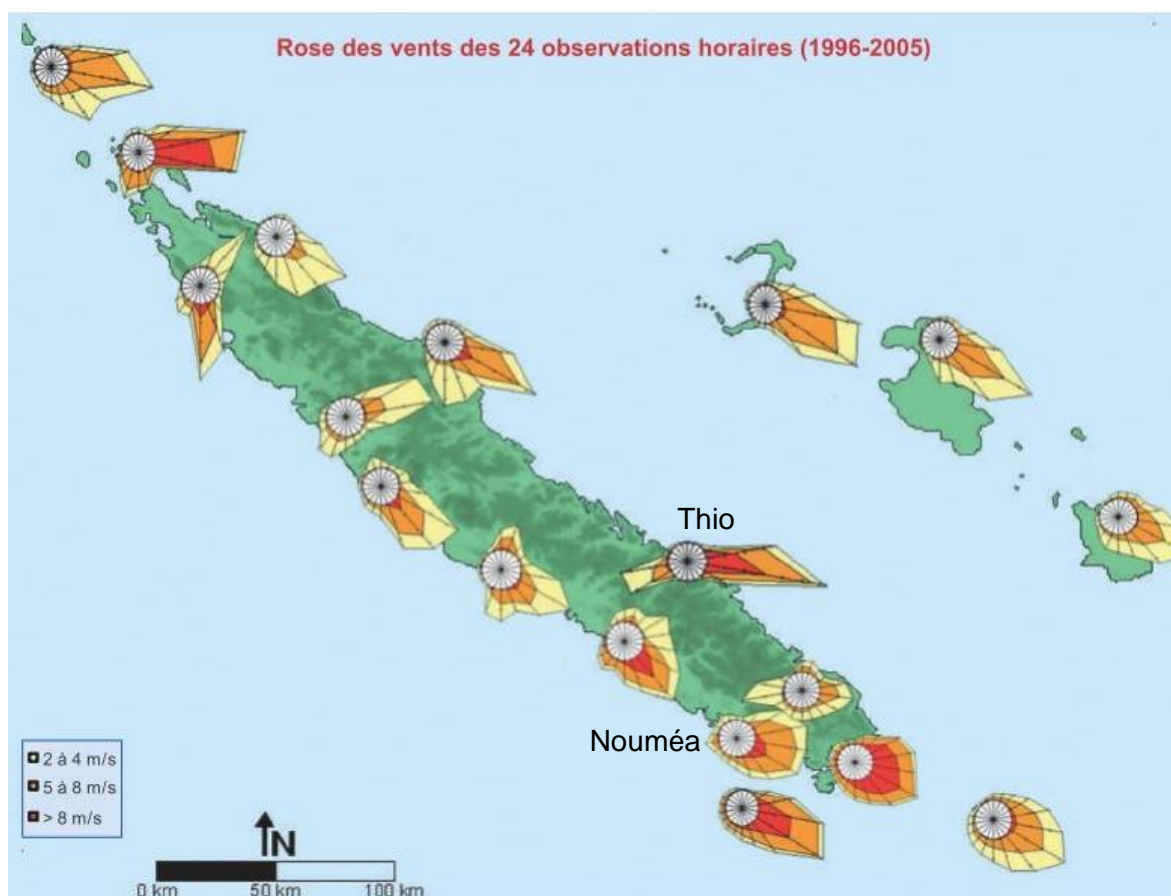 Rose des vents des 24 observations horaires (1996-2005)
Thio
Nouméa
2 à 4 m/s
5 à 8 m/s
> 8 m/s
N
0 km 50 km 100 km